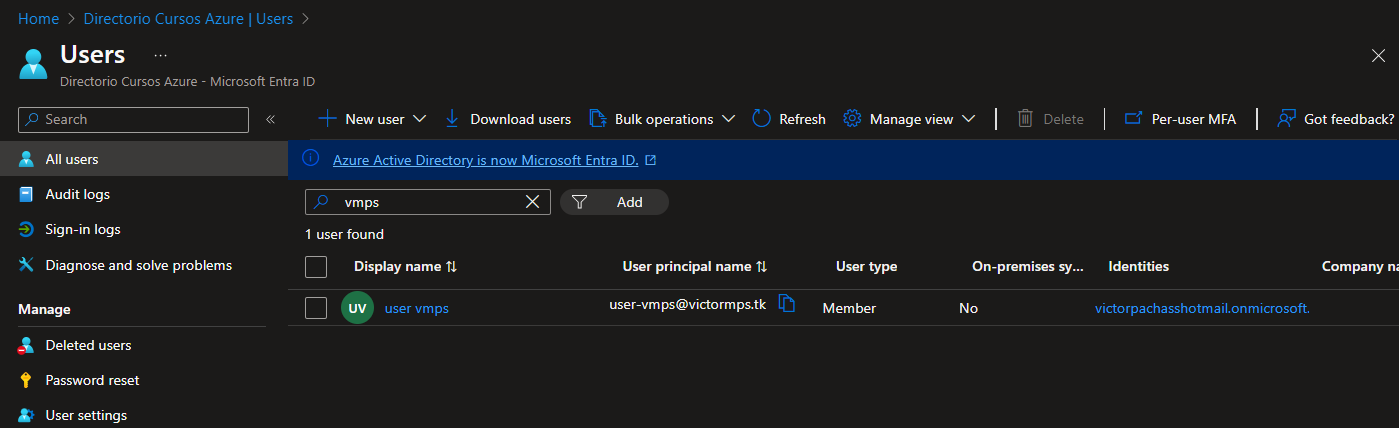 Home > Directorio Cursos Azure | Users >
Users ...
Directorio Cursos Azure - Microsoft Entra ID
Search «
New user Download users Bulk operations Refresh Manage view Delete Per-user MFA Got feedback?
All users
Audit logs
Sign-in logs
Diagnose and solve problems
Manage
Deleted users
Password reset
User settings
Azure Active Directory is now Microsoft Entra ID.
vmps Add
1 user found
Display name User principal name User type On-premises sy... Identities Company na
UV user vmps user-vmps@victormps.tk Member No victorpachasshotmail.onmicrosoft.